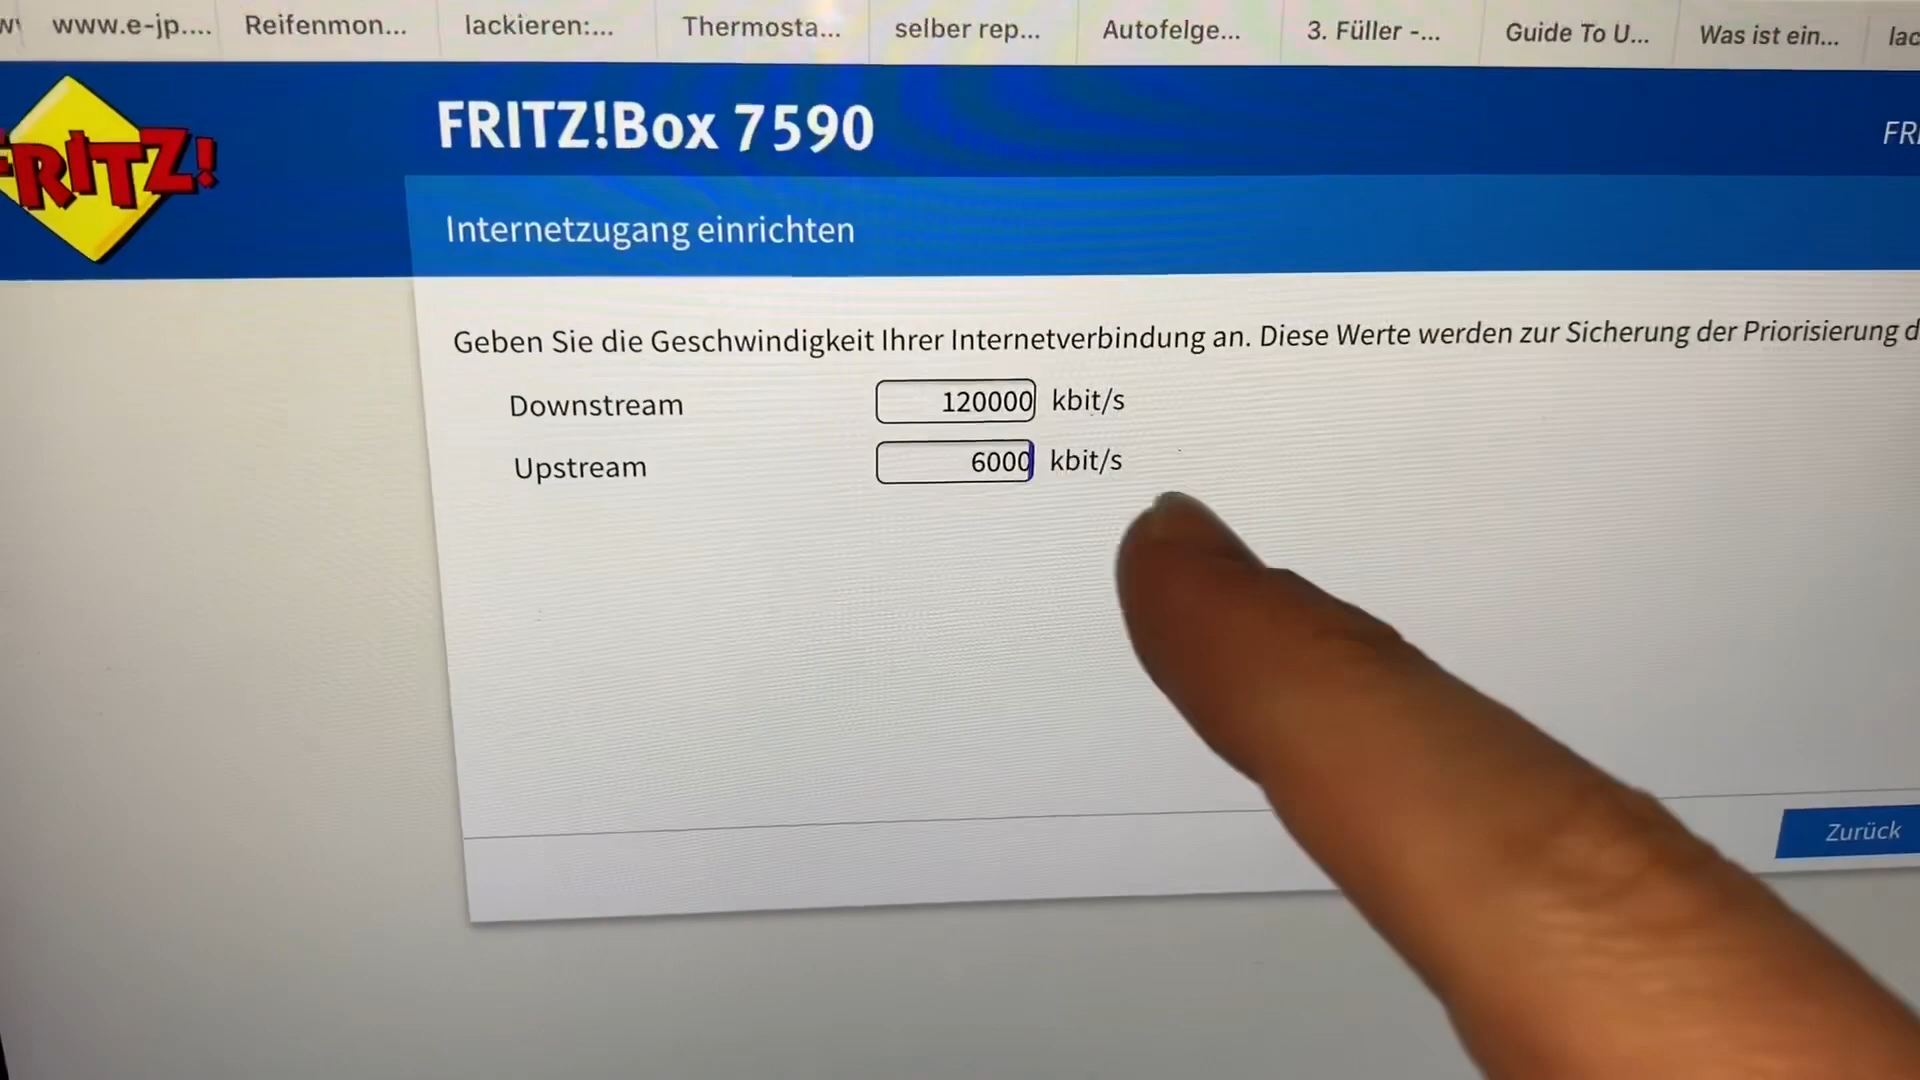 www.e-jp.... Reifenmon... lackieren:... Thermosta... selber rep... Autofelge... 3. Füller -... Guide To U... Was ist ein... lac
FRITZ! FRITZ!Box 7590 FRI
Internetzugang einrichten
Geben Sie die Geschwindigkeit Ihrer Internetverbindung an. Diese Werte werden zur Sicherung der Priorisierung d
Downstream 120000 kbit/s
Upstream 6000 kbit/s
Zurück